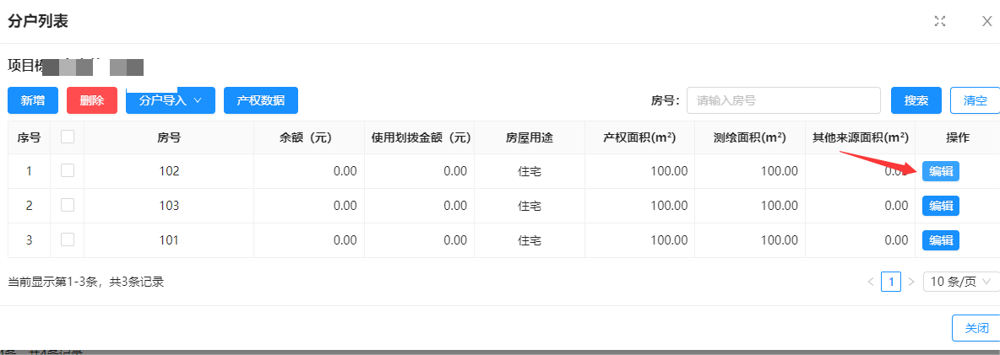 分户列表
项目栋
新增 删除 分户导入 产权数据 房号: 请输入房号 搜索 清空
序号 房号 余额（元） 使用划拨金额（元） 房屋用途 产权面积(m²) 测绘面积(m²) 其他来源面积(m²) 操作
1 102 0.00 0.00 住宅 100.00 100.00 0.00 编辑
2 103 0.00 0.00 住宅 100.00 100.00 0.00 编辑
3 101 0.00 0.00 住宅 100.00 100.00 0.00 编辑
当前显示第1-3条，共3条记录 1 10 条/页
关闭